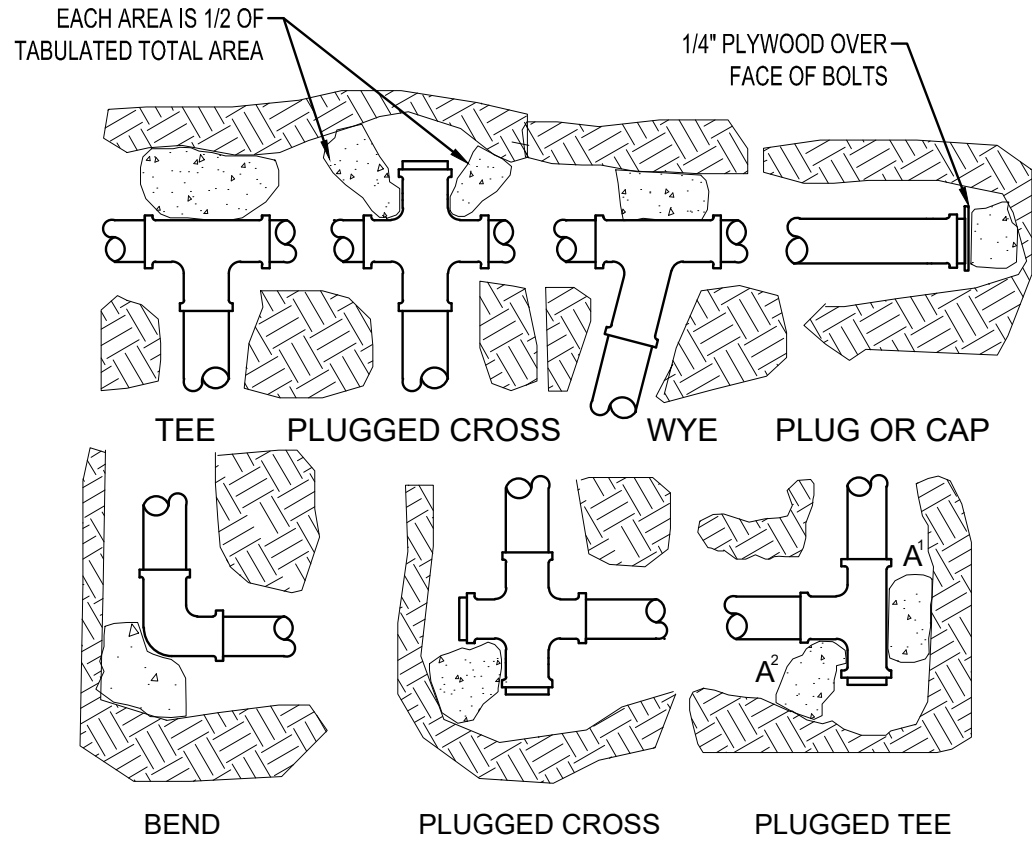 EACH AREA IS 1/2 OF
TABULATED TOTAL AREA
1/4" PLYWOOD OVER
FACE OF BOLTS
TEE
PLUGGED CROSS
WYE
PLUG OR CAP
A¹
A²
BEND
PLUGGED CROSS
PLUGGED TEE